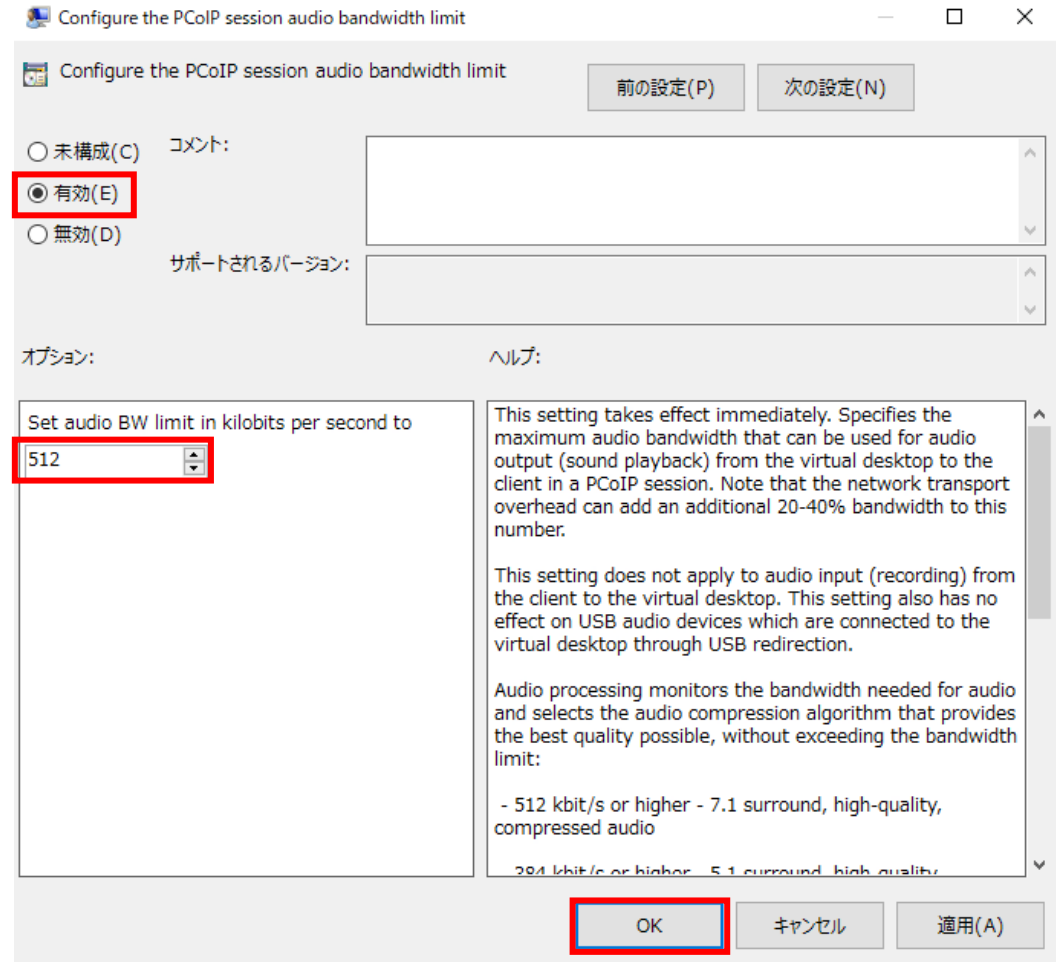 Configure the PCoIP session audio bandwidth limit
Configure the PCoIP session audio bandwidth limit
前の設定(P)
次の設定(N)
未構成(C)
有効(E)
無効(D)
コメント:
サポートされるバージョン:
オプション:
ヘルプ:
Set audio BW limit in kilobits per second to
512
This setting takes effect immediately. Specifies the
maximum audio bandwidth that can be used for audio
output (sound playback) from the virtual desktop to the
client in a PCoIP session. Note that the network transport
overhead can add an additional 20-40% bandwidth to this
number.
This setting does not apply to audio input (recording) from
the client to the virtual desktop. This setting also has no
effect on USB audio devices which are connected to the
virtual desktop through USB redirection.
Audio processing monitors the bandwidth needed for audio
and selects the audio compression algorithm that provides
the best quality possible, without exceeding the bandwidth
limit:
- 512 kbit/s or higher - 7.1 surround, high-quality,
compressed audio
- 384 kbit/s or higher - 5.1 surround, high-quality,
OK
キャンセル
適用(A)